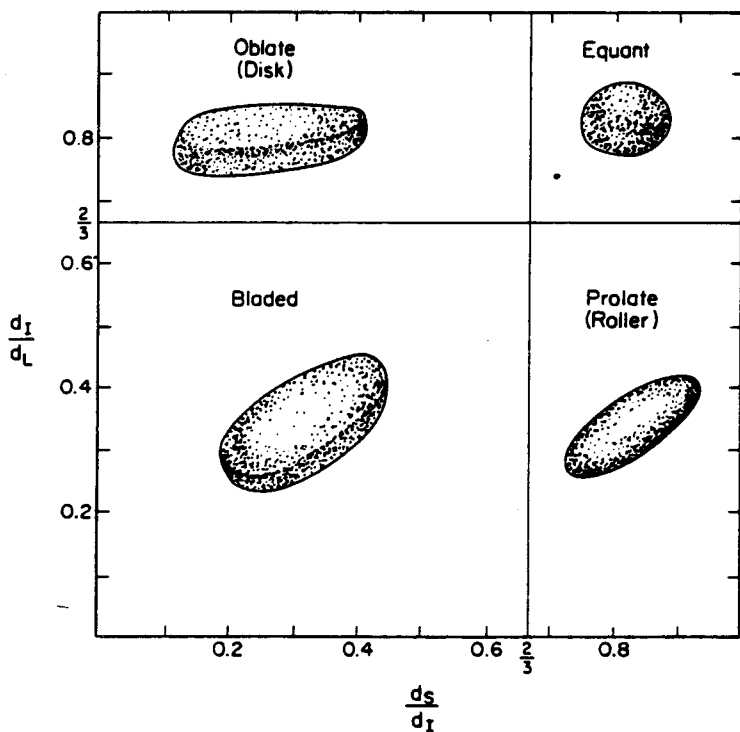 Oblate
(Disk)
Equant
0.8
2/3
0.6
Bladed
Prolate
(Roller)
d_I
d_L
0.4
0.2
0.2
0.4
0.6
2/3
0.8
d_S
d_I